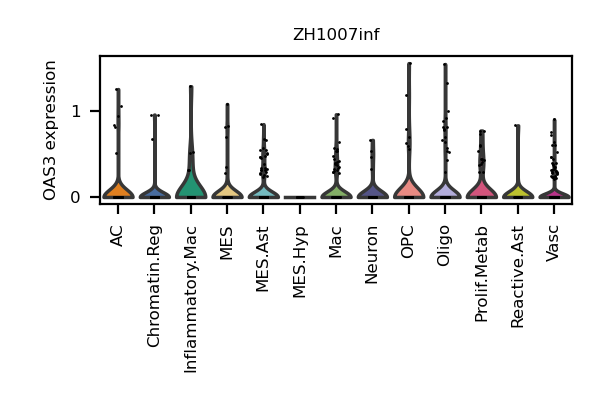 ZH1007inf
OAS3 expression
1
0
AC
Chromatin.Reg
Inflammatory.Mac
MES
MES.Ast
MES.Hyp
Mac
Neuron
OPC
Oligo
Prolif.Metab
Reactive.Ast
Vasc